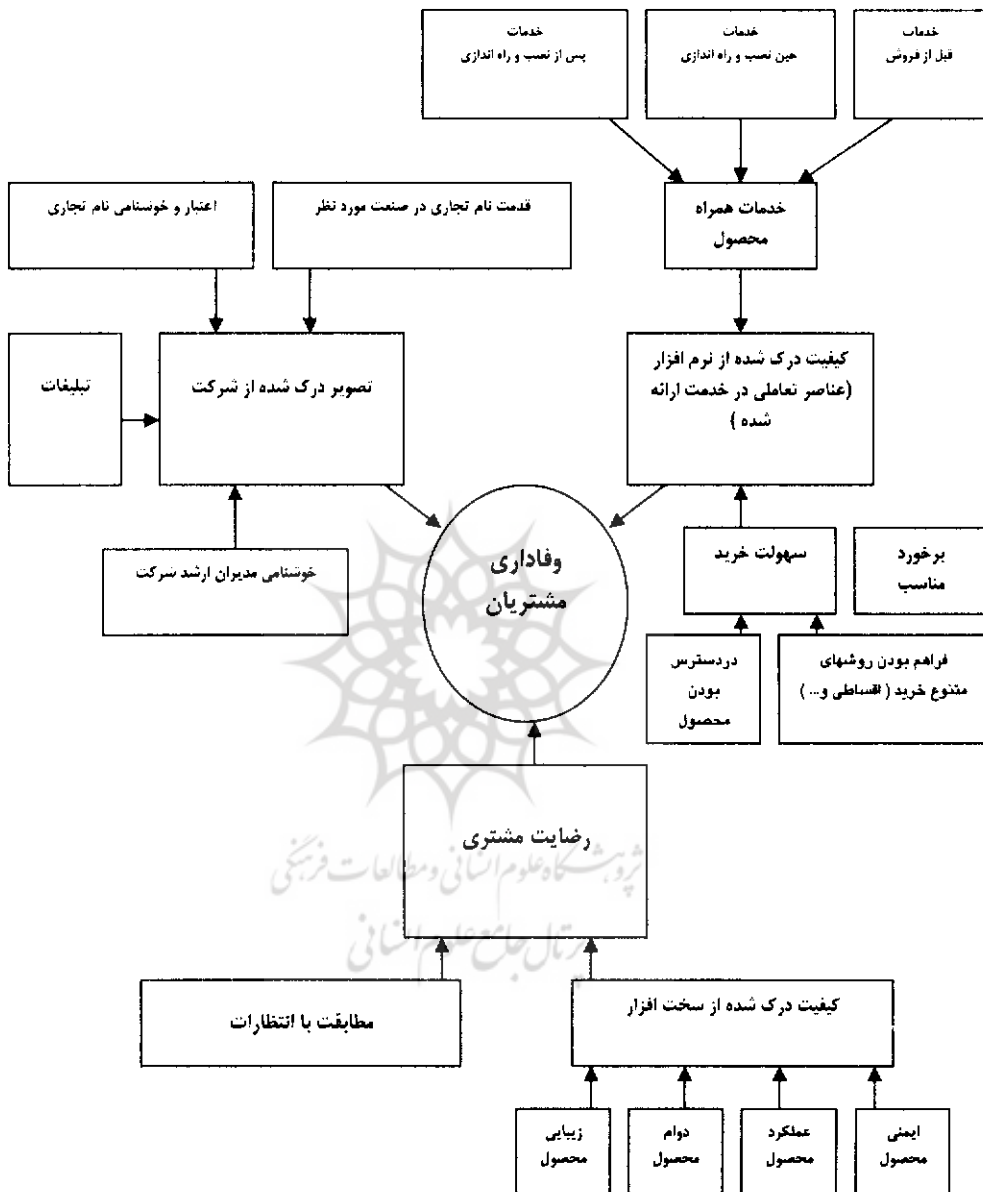 خدمات
قبل از فروش
خدمات
حین نصب و راه اندازی
خدمات
پس از نصب و راه اندازی
خدمات همراه
محصول
قدمت نام تجاری در صنعت مورد نظر
اعتبار و خوشنامی نام تجاری
کیفیت درک شده از نرم افزار
(عناصر تعاملی در خدمت ارائه
شده )
تصویر درک شده از شرکت
تبلیغات
برخورد
مناسب
سهولت خرید
وفاداری
مشتریان
خوشنامی مدیران ارشد شرکت
فراهم بودن روشهای
متنوع خرید ( اقساطی و... )
دردسترس
بودن
محصول
رضایت مشتری
پژوهشگاه علوم انسانی و مطالعات فرهنگی
پرتال جامع علوم انسانی
کیفیت درک شده از سخت افزار
مطابقت با انتظارات
ایمنی
محصول
عملکرد
محصول
دوام
محصول
زیبایی
محصول